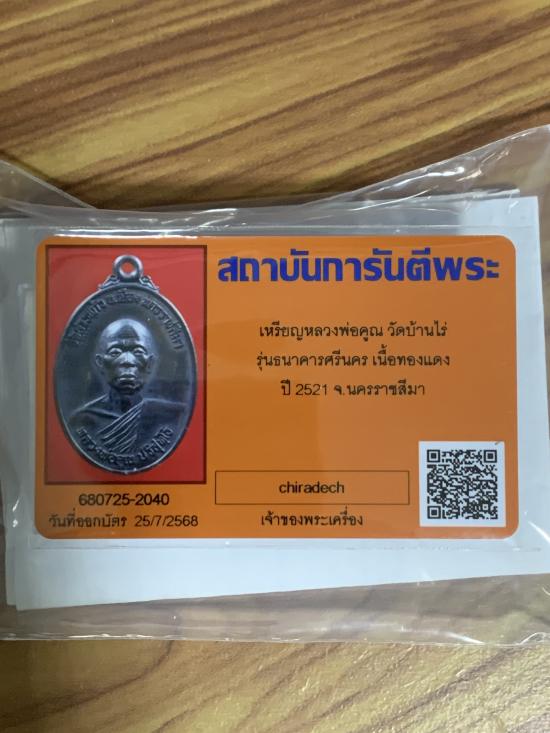 สถาบันการันตีพระ
เหรียญหลวงพ่อคูณ วัดบ้านไร่
รุ่นธนาคารศรีนคร เนื้อทองแดง
ปี 2521 จ.นครราชสีมา
680725-2040
วันที่ออกบัตร 25/7/2568
chiradech
เจ้าของพระเครื่อง